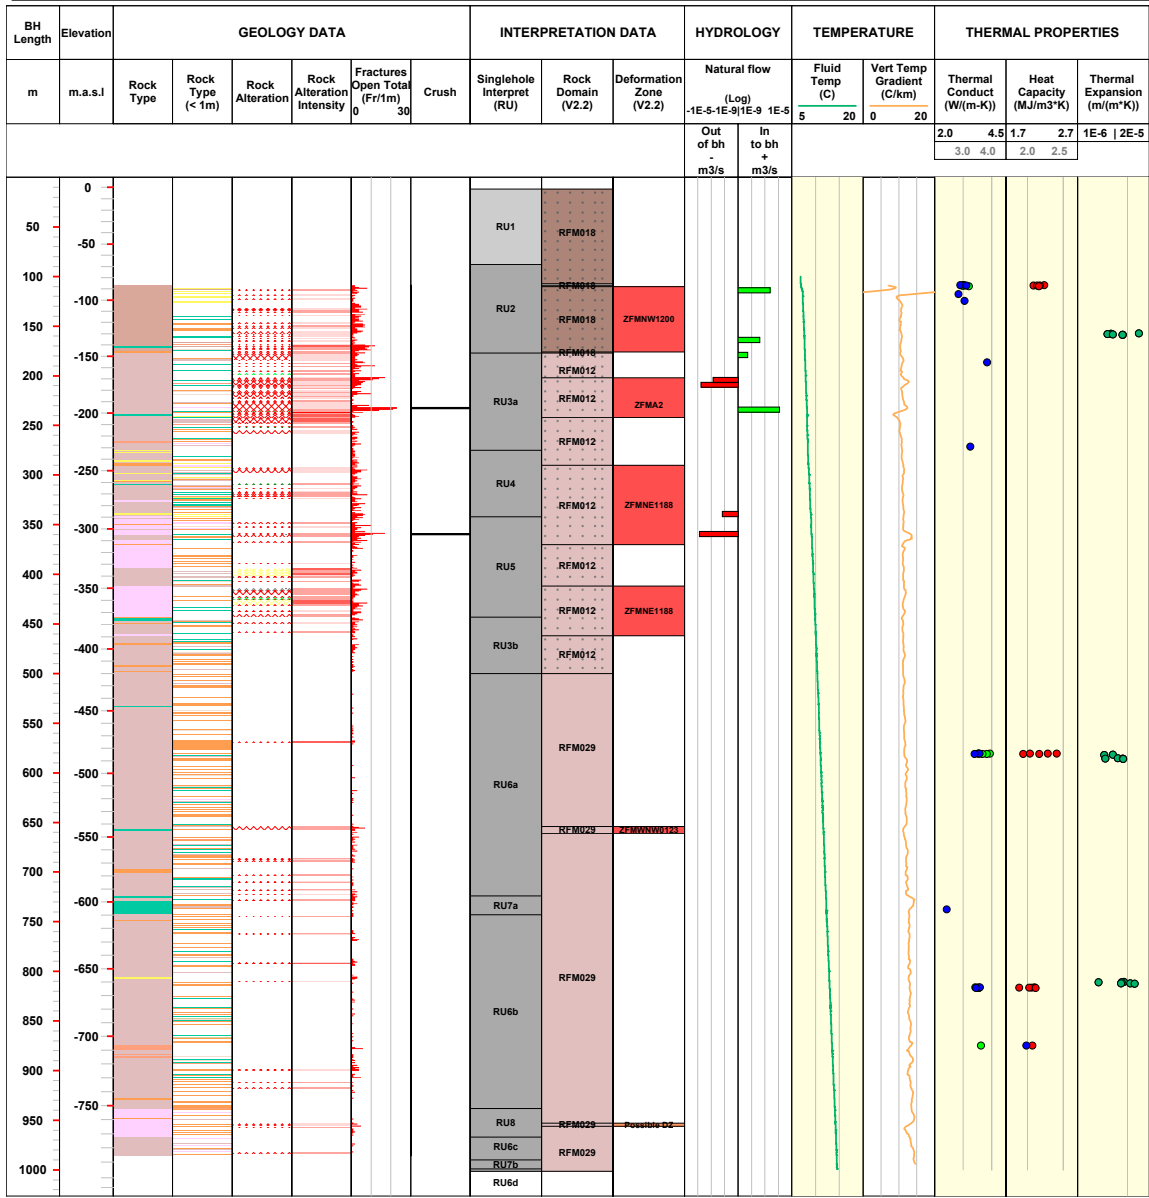 BH Length
Elevation
GEOLOGY DATA
INTERPRETATION DATA
HYDROLOGY
TEMPERATURE
THERMAL PROPERTIES
m
m.a.s.l
Rock Type
Rock Type (< 1m)
Rock Alteration
Rock Alteration Intensity
Fractures Open Total (Fr/1m)
0 30
Crush
Singlehole Interpret (RU)
Rock Domain (V2.2)
Deformation Zone (V2.2)
Natural flow
(Log)
-1E-5-1E-9|1E-9 1E-5
Out of bh - m3/s
In to bh + m3/s
Fluid Temp (C)
5 20
Vert Temp Gradient (C/km)
0 20
Thermal Conduct (W/(m-K))
2.0 4.5
3.0 4.0
Heat Capacity (MJ/m3*K)
1.7 2.7
2.0 2.5
Thermal Expansion (m/(m*K))
1E-6 | 2E-5
0
50
-50
100
-100
150
-150
200
-200
250
-250
300
-300
350
400
-350
450
-400
500
-450
550
-500
600
650
-550
700
-600
750
-650
800
850
-700
900
-750
950
1000
RU1
RU2
RU3a
RU4
RU5
RU3b
RU6a
RU7a
RU6b
RU8
RU6c
RU7b
RU6d
RFM018
RFM018
RFM018
RFM018
RFM012
RFM012
RFM012
RFM012
RFM012
RFM012
RFM012
RFM029
RFM029
RFM029
RFM029
RFM029
ZFMNW1200
ZFMA2
ZFMNE1188
ZFMNE1188
ZFMWNW0123
Possible DZ